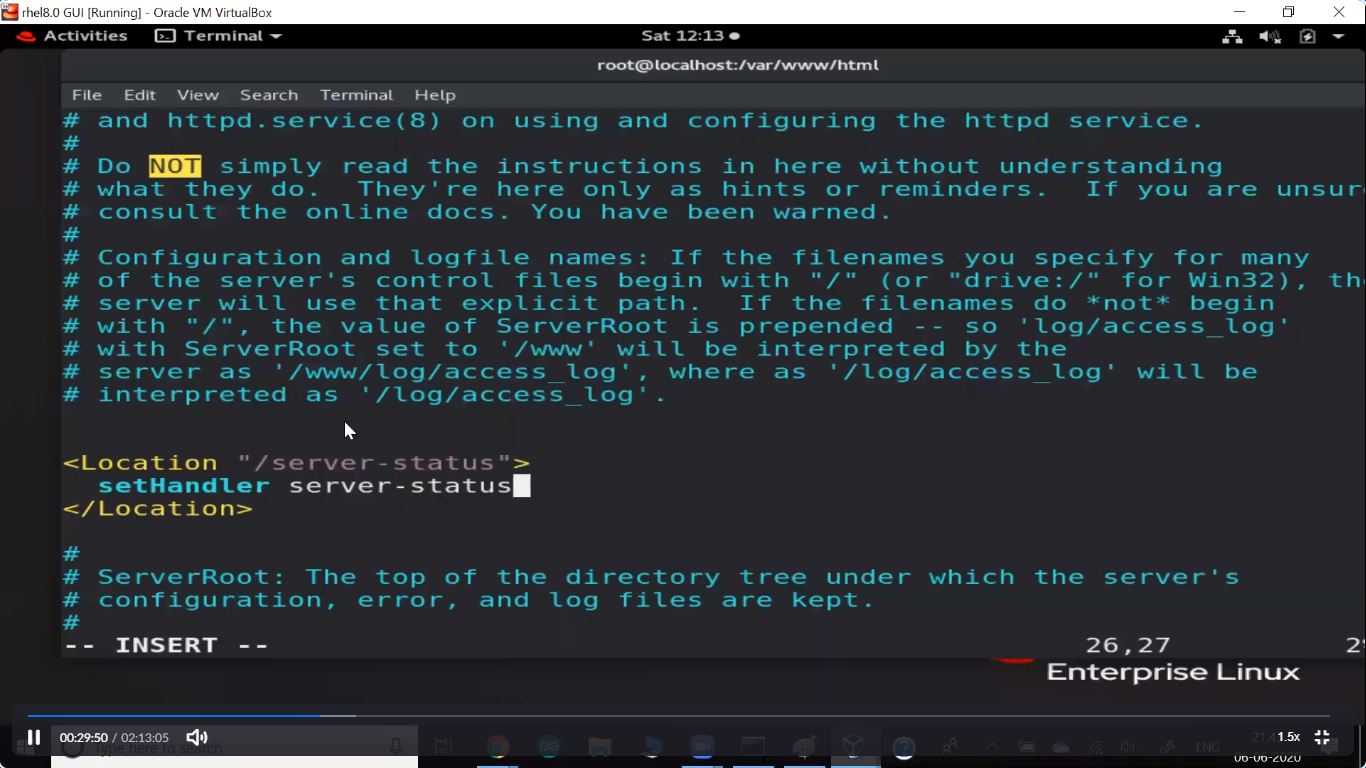 rhel8.0 GUI [Running] - Oracle VM VirtualBox
Activities Terminal Sat 12:13
root@localhost:/var/www/html
File Edit View Search Terminal Help
# and httpd.service(8) on using and configuring the httpd service.
#
# Do NOT simply read the instructions in here without understanding
# what they do.  They're here only as hints or reminders.  If you are unsure
# consult the online docs. You have been warned.
#
# Configuration and logfile names: If the filenames you specify for many
# of the server's control files begin with "/" (or "drive:/" for Win32), the
# server will use that explicit path.  If the filenames do *not* begin
# with "/", the value of ServerRoot is prepended -- so 'log/access_log'
# with ServerRoot set to '/www' will be interpreted by the
# server as '/www/log/access_log', where as '/log/access_log' will be
# interpreted as '/log/access_log'.
<Location "/server-status">
  setHandler server-status
</Location>
#
# ServerRoot: The top of the directory tree under which the server's
# configuration, error, and log files are kept.
#
-- INSERT -- 26,27
Enterprise Linux
00:29:50 / 02:13:05
1.5x
Type here to search
ENG
06-06-2020